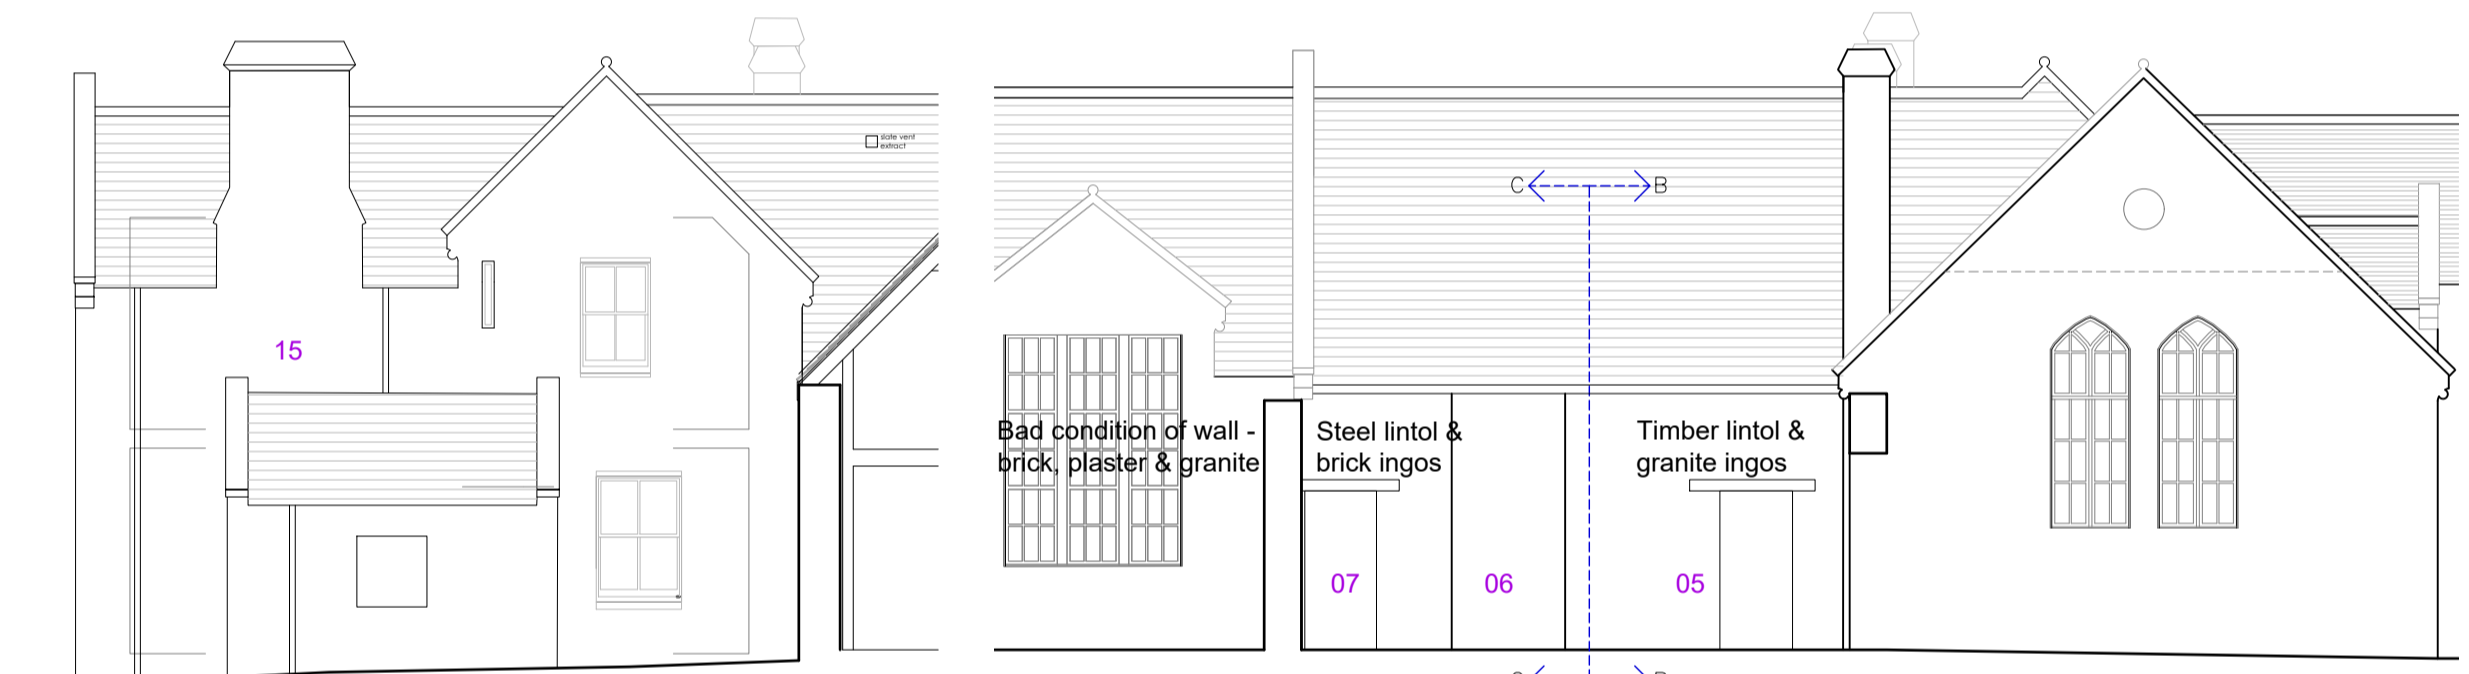 slate vent
extract
15
C B
Bad condition of wall -
brick, plaster & granite
Steel lintol &
brick ingos
Timber lintol &
granite ingos
07
06
05